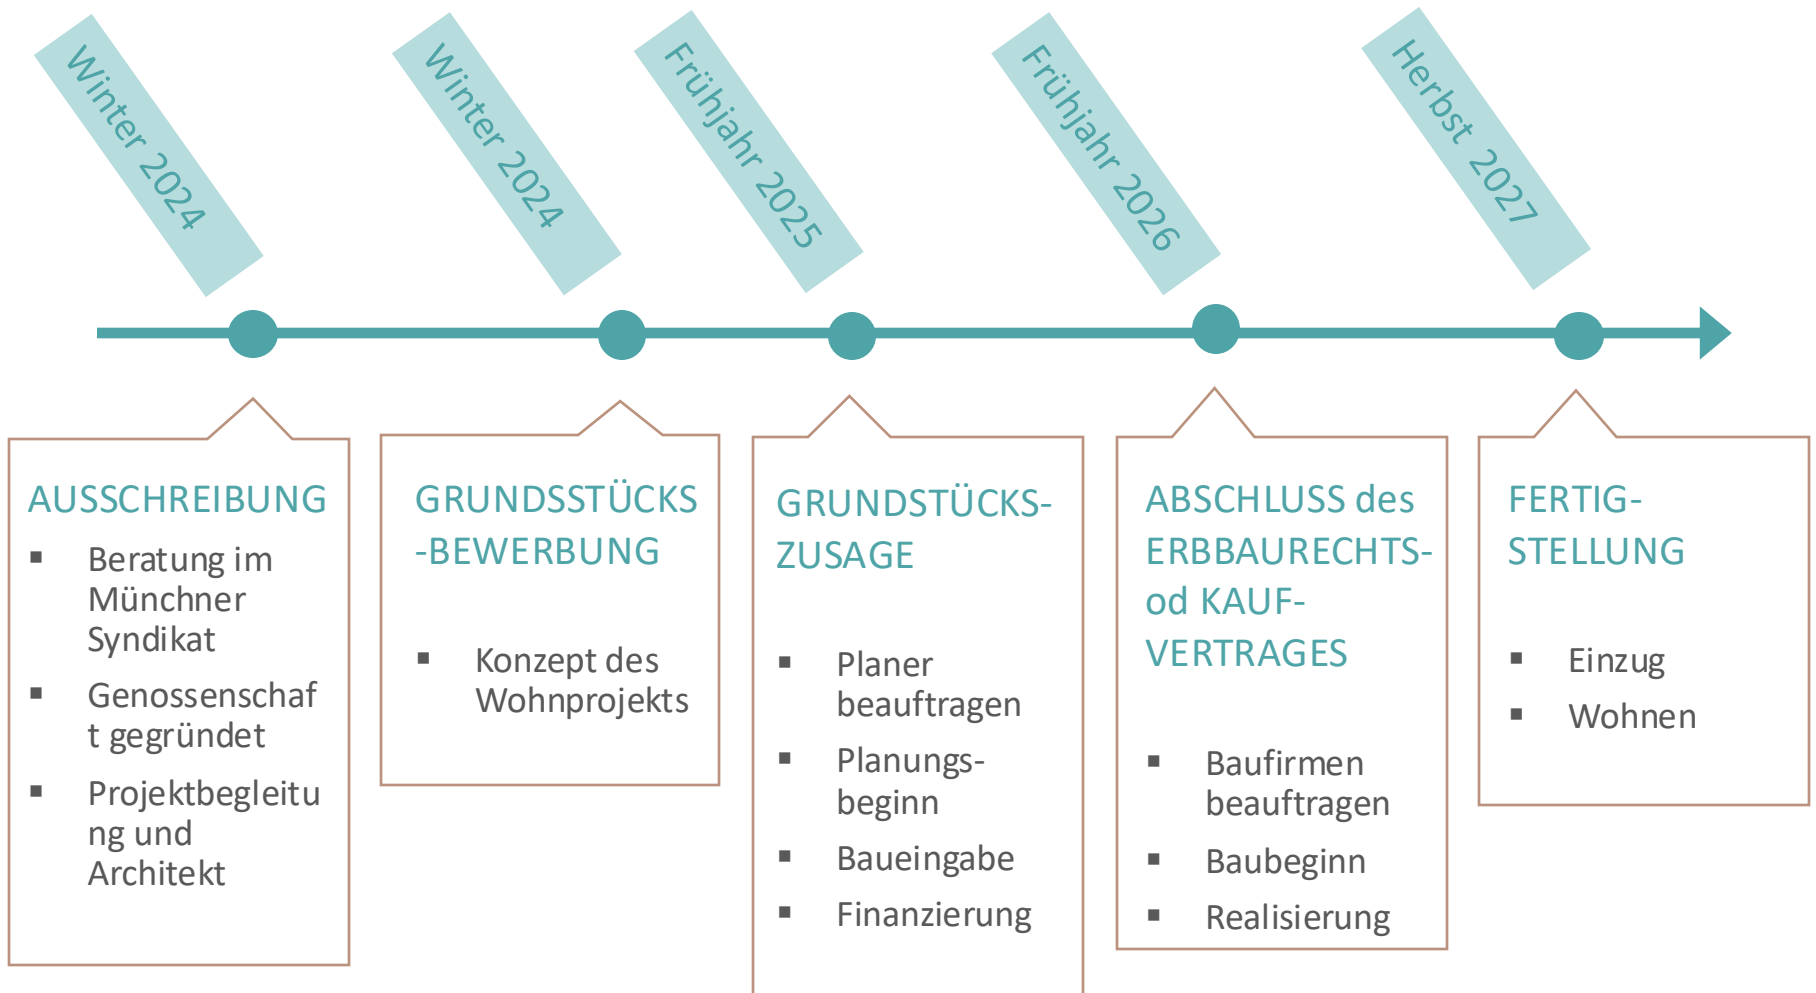 Winter 2024
Winter 2024
Frühjahr 2025
Frühjahr 2026
Herbst 2027
AUSSCHREIBUNG
▪ Beratung im
Münchner
Syndikat
▪ Genossenschaf
t gegründet
▪ Projektbegleitu
ng und
Architekt
GRUNDSSTÜCKS
-BEWERBUNG
▪ Konzept des
Wohnprojekts
GRUNDSTÜCKS-
ZUSAGE
▪ Planer
beauftragen
▪ Planungs-
beginn
▪ Baueingabe
▪ Finanzierung
ABSCHLUSS des
ERBBAURECHTS-
od KAUF-
VERTRAGES
▪ Baufirmen
beauftragen
▪ Baubeginn
▪ Realisierung
FERTIG-
STELLUNG
▪ Einzug
▪ Wohnen